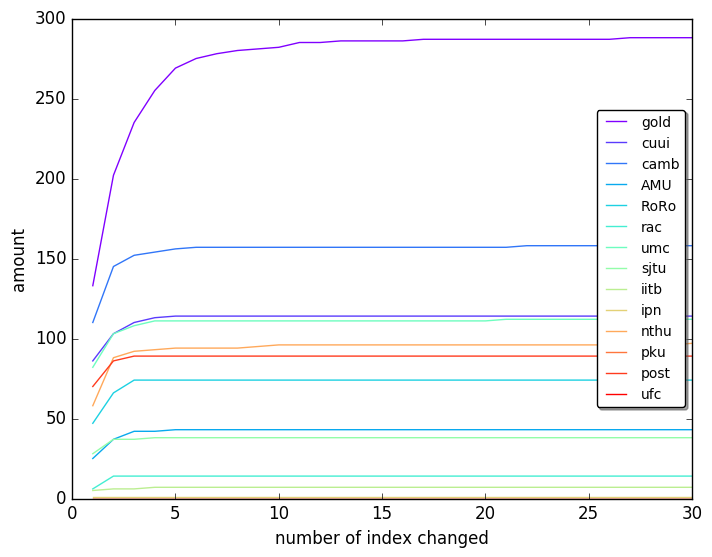 300
250
200
150
100
50
0
amount
gold
cuui
camb
AMU
RoRo
rac
umc
sjtu
iitb
ipn
nthu
pku
post
ufc
0 5 10 15 20 25 30
number of index changed